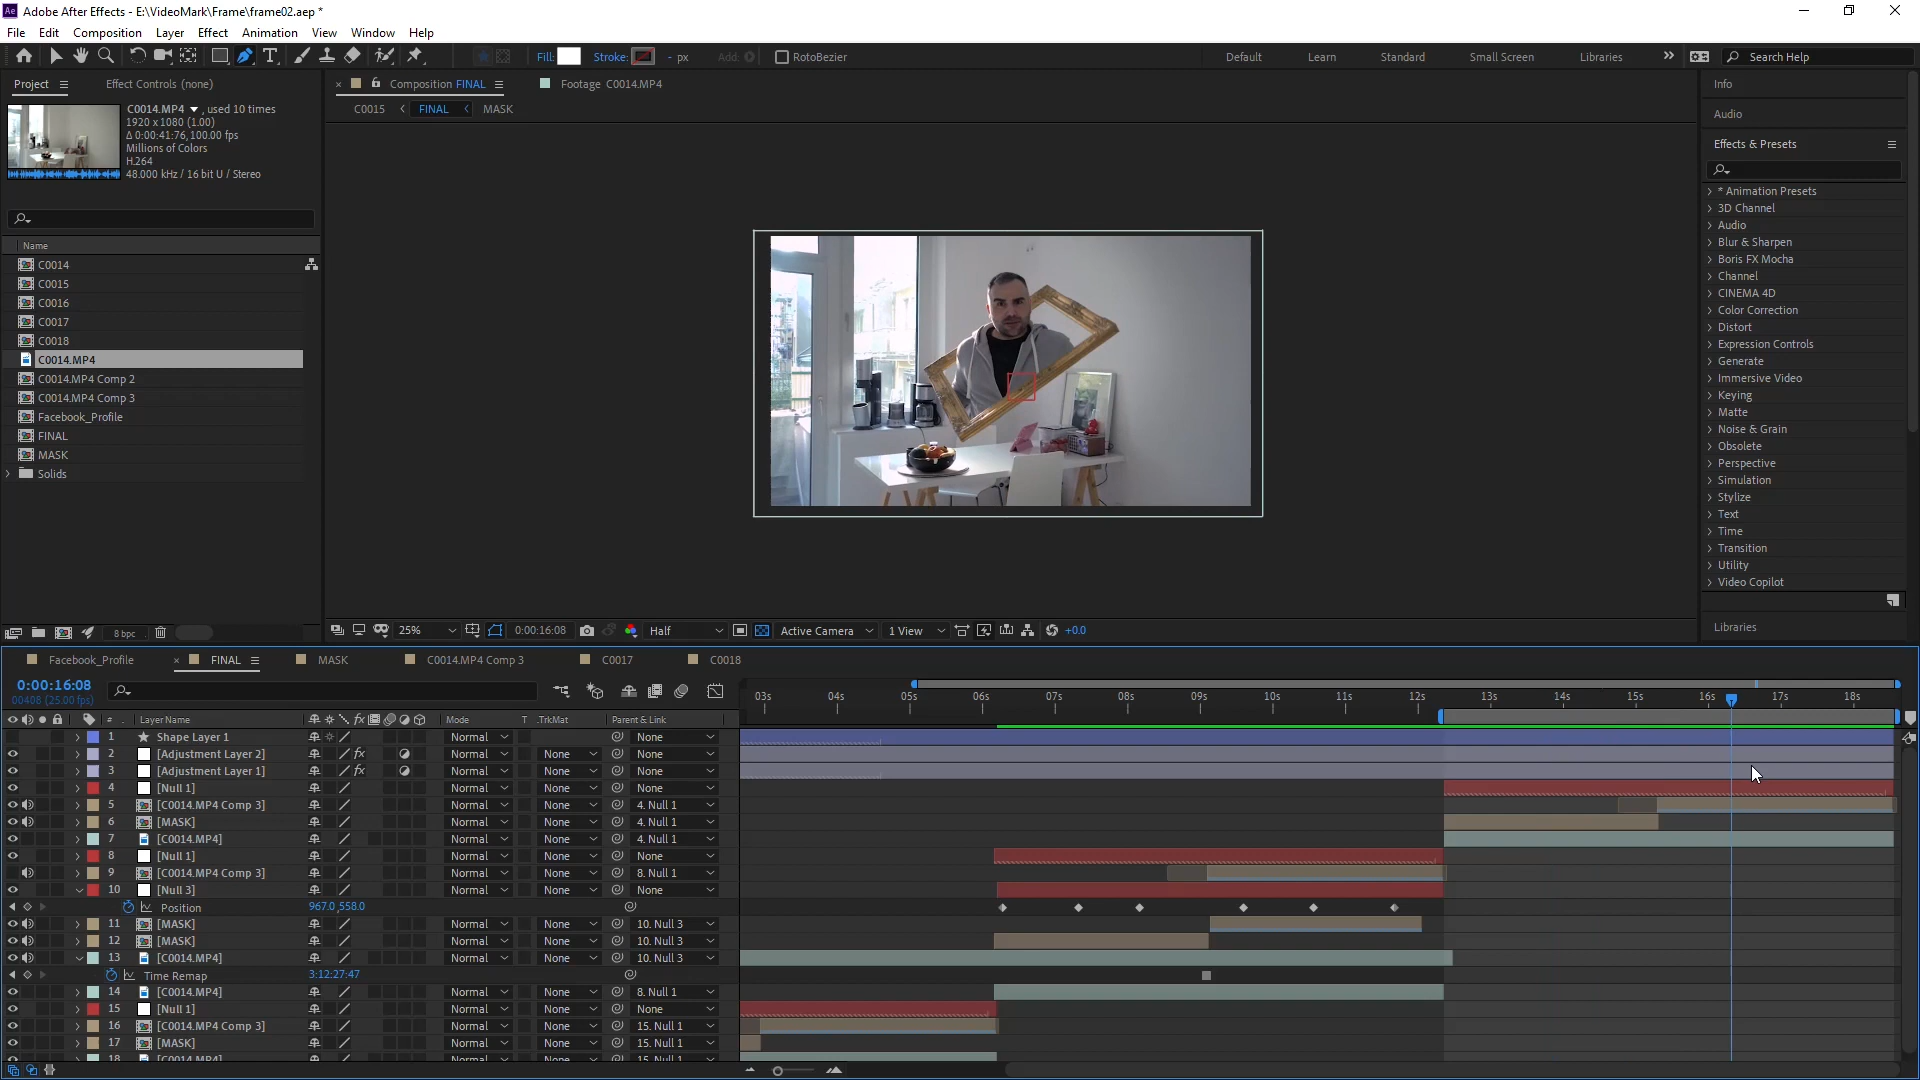 Ae Adobe After Effects - E:\VideoMark\Frame\frame02.aep *
File Edit Composition Layer Effect Animation View Window Help
Fill: Stroke: - px Add: RotoBezier Default Learn Standard Small Screen Libraries Search Help
Project Effect Controls (none) Composition FINAL Footage C0014.MP4 Info
C0014.MP4 , used 10 times
1920 x 1080 (1.00)
Δ 0:00:41:76, 100.00 fps
Millions of Colors
H.264
48.000 kHz / 16 bit U / Stereo
C0015 FINAL MASK
Audio
Effects & Presets
Name
C0014
C0015
C0016
C0017
C0018
C0014.MP4
C0014.MP4 Comp 2
C0014.MP4 Comp 3
Facebook_Profile
FINAL
MASK
Solids
* Animation Presets
3D Channel
Audio
Blur & Sharpen
Boris FX Mocha
Channel
CINEMA 4D
Color Correction
Distort
Expression Controls
Generate
Immersive Video
Keying
Matte
Noise & Grain
Obsolete
Perspective
Simulation
Stylize
Text
Time
Transition
Utility
Video Copilot
Libraries
8 bpc 25% 0:00:16:08 Half Active Camera 1 View +0.0
Facebook_Profile FINAL MASK C0014.MP4 Comp 3 C0017 C0018
0:00:16:08
00408 (25.00 fps)
03s 04s 05s 06s 07s 08s 09s 10s 11s 12s 13s 14s 15s 16s 17s 18s
# Layer Name Mode T .TrkMat Parent & Link
1 Shape Layer 1 Normal None
2 [Adjustment Layer 2] fx Normal None None
3 [Adjustment Layer 1] fx Normal None None
4 [Null 1] Normal None None
5 [C0014.MP4 Comp 3] Normal None 4. Null 1
6 [MASK] Normal None 4. Null 1
7 [C0014.MP4] Normal None 4. Null 1
8 [Null 1] Normal None None
9 [C0014.MP4 Comp 3] Normal None 8. Null 1
10 [Null 3] Normal None None
Position 967.0,558.0
11 [MASK] Normal None 10. Null 3
12 [MASK] Normal None 10. Null 3
13 [C0014.MP4] Normal None 10. Null 3
Time Remap 3:12:27:47
14 [C0014.MP4] Normal None 8. Null 1
15 [Null 1] Normal None None
16 [C0014.MP4 Comp 3] Normal None 15. Null 1
17 [MASK] Normal None 15. Null 1
18 [C0014.MP4] Normal None 15. Null 1